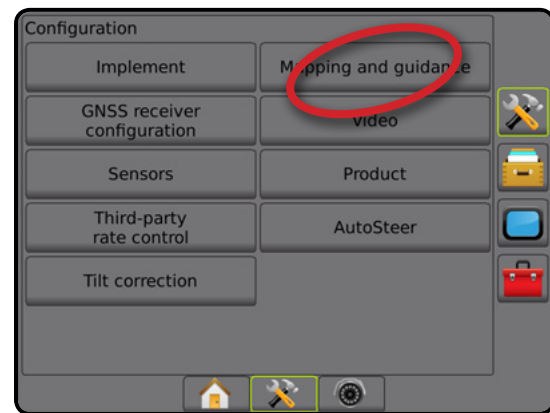 Configuration
Implement
Mapping and guidance
GNSS receiver
configuration
Video
Sensors
Product
Third-party
rate control
AutoSteer
Tilt correction